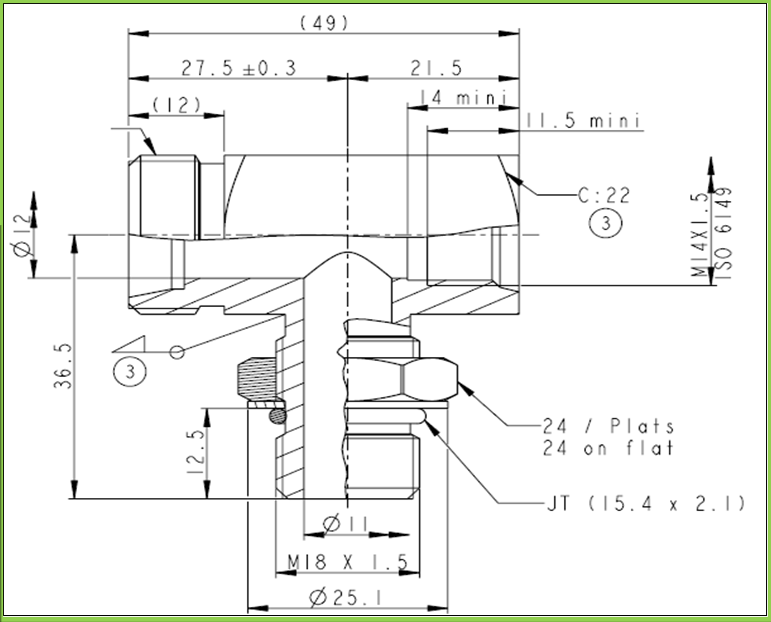 (49)
27.5 ±0.3
21.5
(12)
14 mini
11.5 mini
C:22
3
M14X1.5
ISO 6149
Ø12
36.5
3
12.5
24 / Plats
24 on flat
JT (15.4 x 2.1)
Ø11
M18 X 1.5
Ø25.1